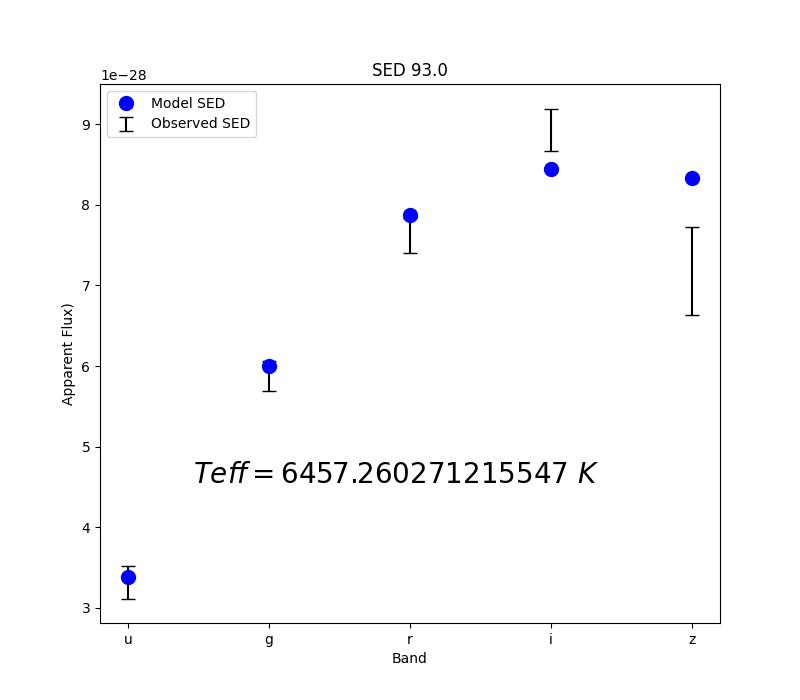 SED 93.0
1e−28
Model SED
Observed SED
9
8
7
6
5
4
3
Apparent Flux)
Teff = 6457.260271215547 K
u g r i z
Band